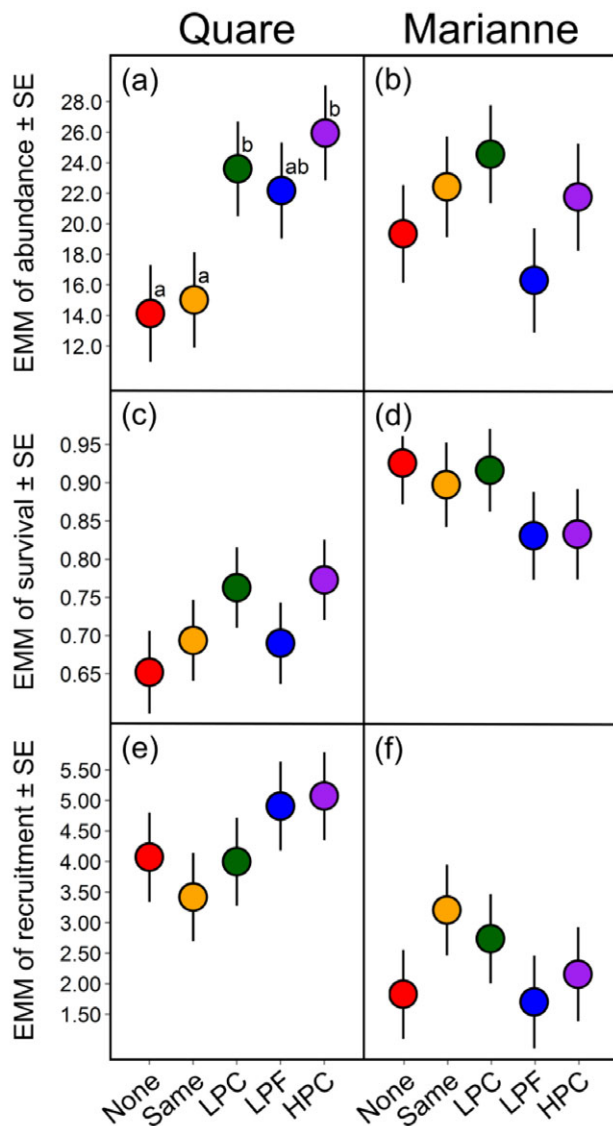 Quare Marianne
(a) (b)
EMM of abundance ± SE
28.0
26.0
24.0
22.0
20.0
18.0
16.0
14.0
12.0
a
a
b
ab
b
(c) (d)
EMM of survival ± SE
0.95
0.90
0.85
0.80
0.75
0.70
0.65
(e) (f)
EMM of recruitment ± SE
5.50
5.00
4.50
4.00
3.50
3.00
2.50
2.00
1.50
None Same LPC LPF HPC None Same LPC LPF HPC